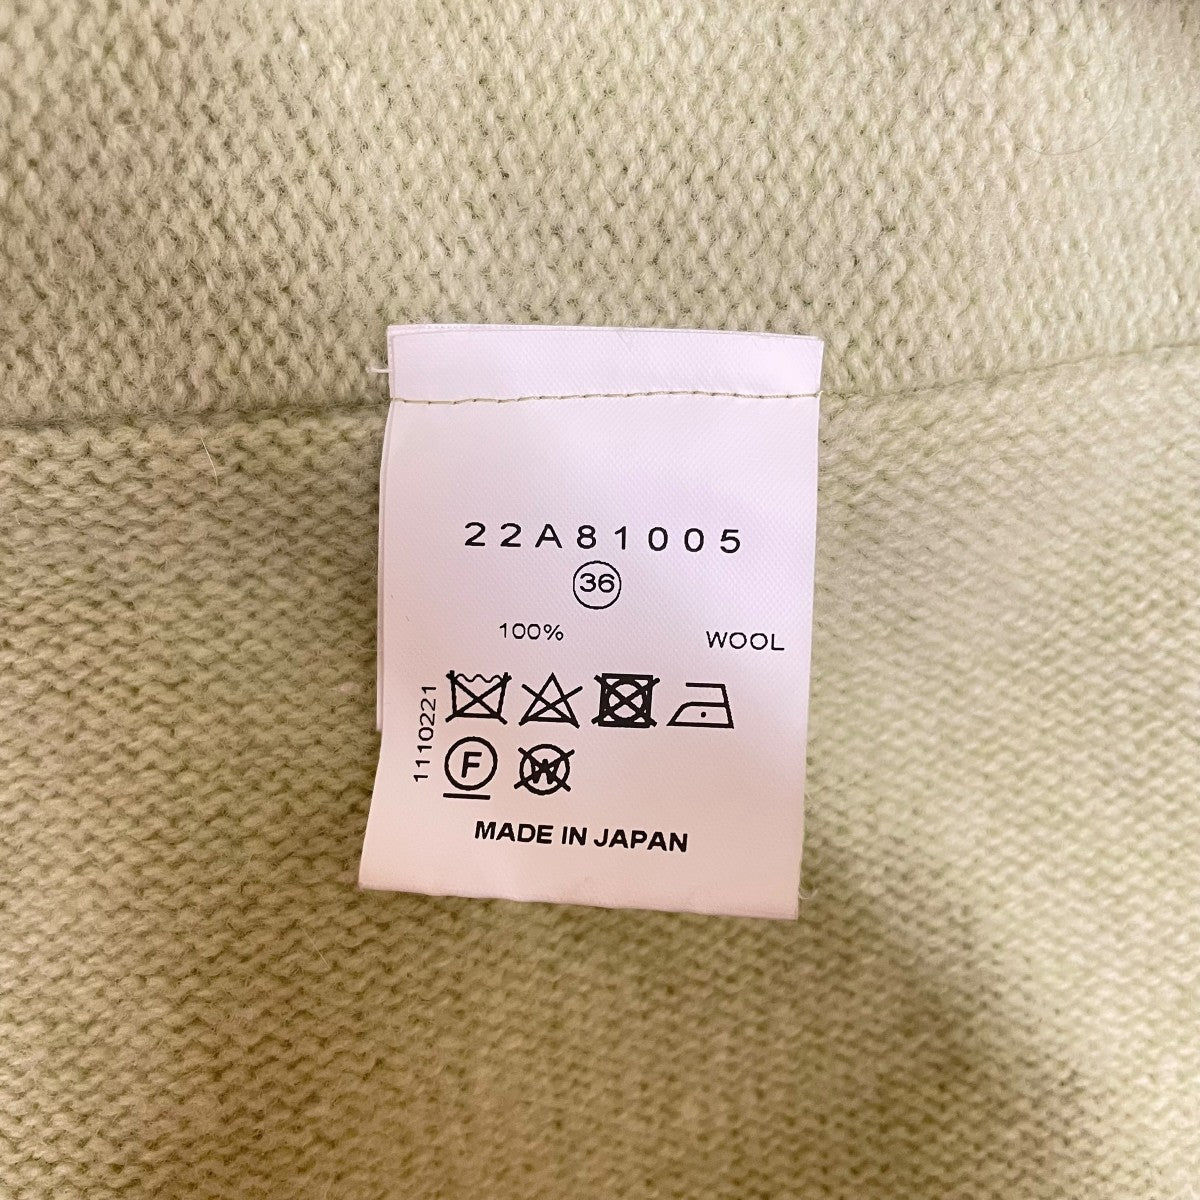 22A81005
36
100% WOOL
1110221
F
W
MADE IN JAPAN